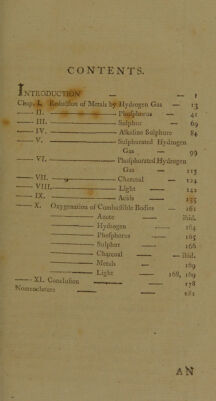 CONTENTS.
INTRODUCTION — — 1
Chap. I. Reduction of Metals by Hydrogen Gas — 13
—— II. ——— Phosphorus — 41
—— III. ——— Sulphur — 69
—— IV. ——— Alkaline Sulphure 84
—— V. ——— Sulphurated Hydrogen
Gas — 99
—— VI. ——— Phosphurated Hydrogen
Gas — 113
—— VII. ——— Charcoal — 124
—— VIII. ——— Light —— 142
—— IX. ——— Acids ——
—— X. Oxygenation of Combustible Bodies — 161
——— Azote —— ibid.
——— Hydrogen —— 164
——— Phosphorus —— 165
——— Sulphur —— 166
——— Charcoal —— — ibid.
——— Metals — 169
——— Light —— 168, 169
—— XI. Conclusion ——— —— 178
Nomenclature —— —— 181
AN